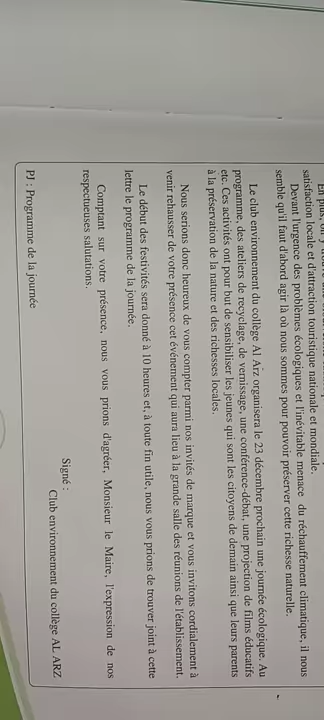 satisfaction locale et d'attraction touristique nationale et mondiale.
Devant l'urgence des problèmes écologiques et l'inévitable menace du réchauffement climatique, il nous
semble qu'il faut d'abord agir là où nous sommes pour pouvoir préserver cette richesse naturelle.
Le club environnement du collège Al Arz organisera le 23 décembre prochain une journée écologique. Au
programme, des ateliers de recyclage, de vernissage, une conférence-débat, une projection de films éducatifs
etc. Ces activités ont pour but de sensibiliser les jeunes qui sont les citoyens de demain ainsi que leurs parents
à la préservation de la nature et des richesses locales.
Nous serions donc heureux de vous compter parmi nos invités de marque et vous invitons cordialement à
venir rehausser de votre présence cet événement qui aura lieu à la grande salle des réunions de l'établissement.
Le début des festivités sera donné à 10 heures et, à toute fin utile, nous vous prions de trouver joint à cette
lettre le programme de la journée.
Comptant sur votre présence, nous vous prions d'agréer, Monsieur le Maire, l'expression de nos
respectueuses salutations.
Signé :
Club environnement du collège AL ARZ
PJ : Programme de la journée